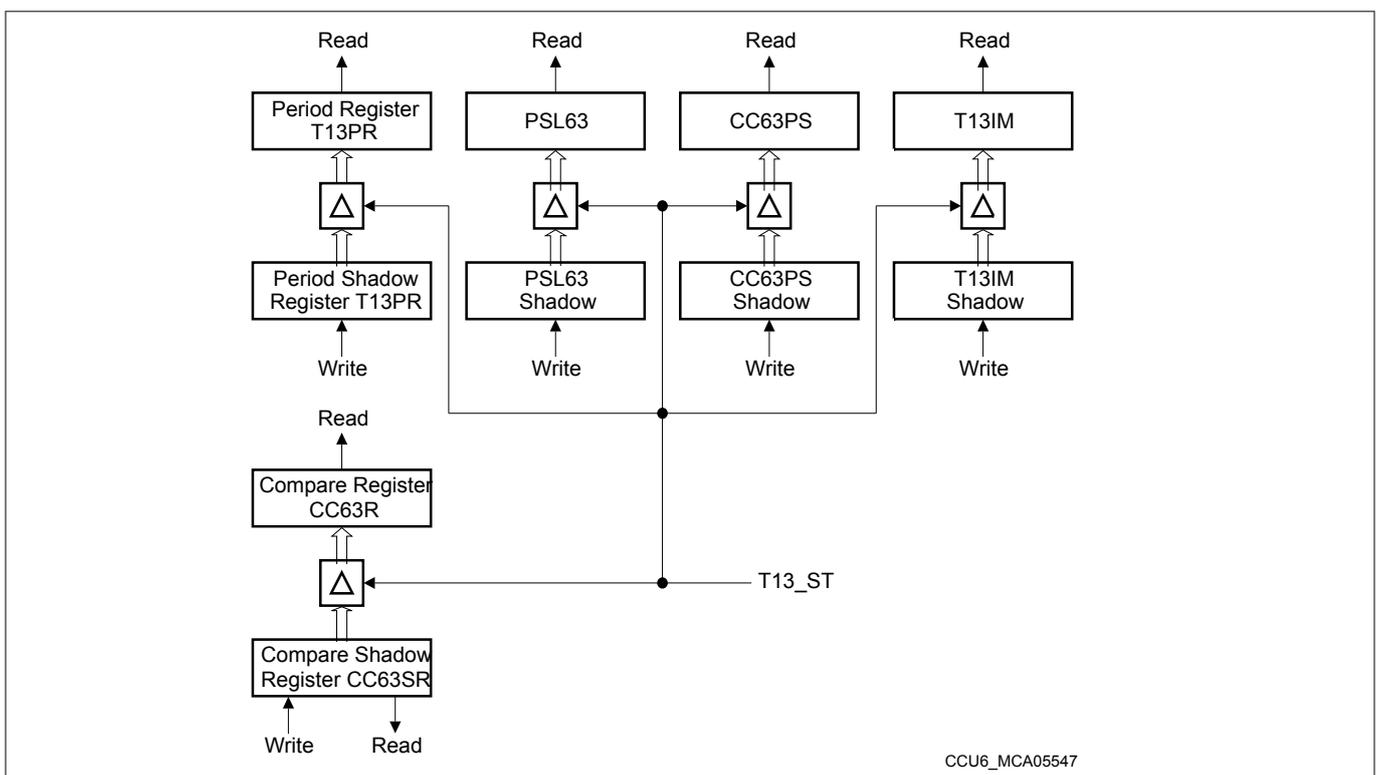 Read
Read
Read
Read
Period Register
T13PR
PSL63
CC63PS
T13IM
Period Shadow
Register T13PR
PSL63
Shadow
CC63PS
Shadow
T13IM
Shadow
Write
Write
Write
Write
Read
Compare Register
CC63R
T13_ST
Compare Shadow
Register CC63SR
Write
Read
CCU6_MCA05547